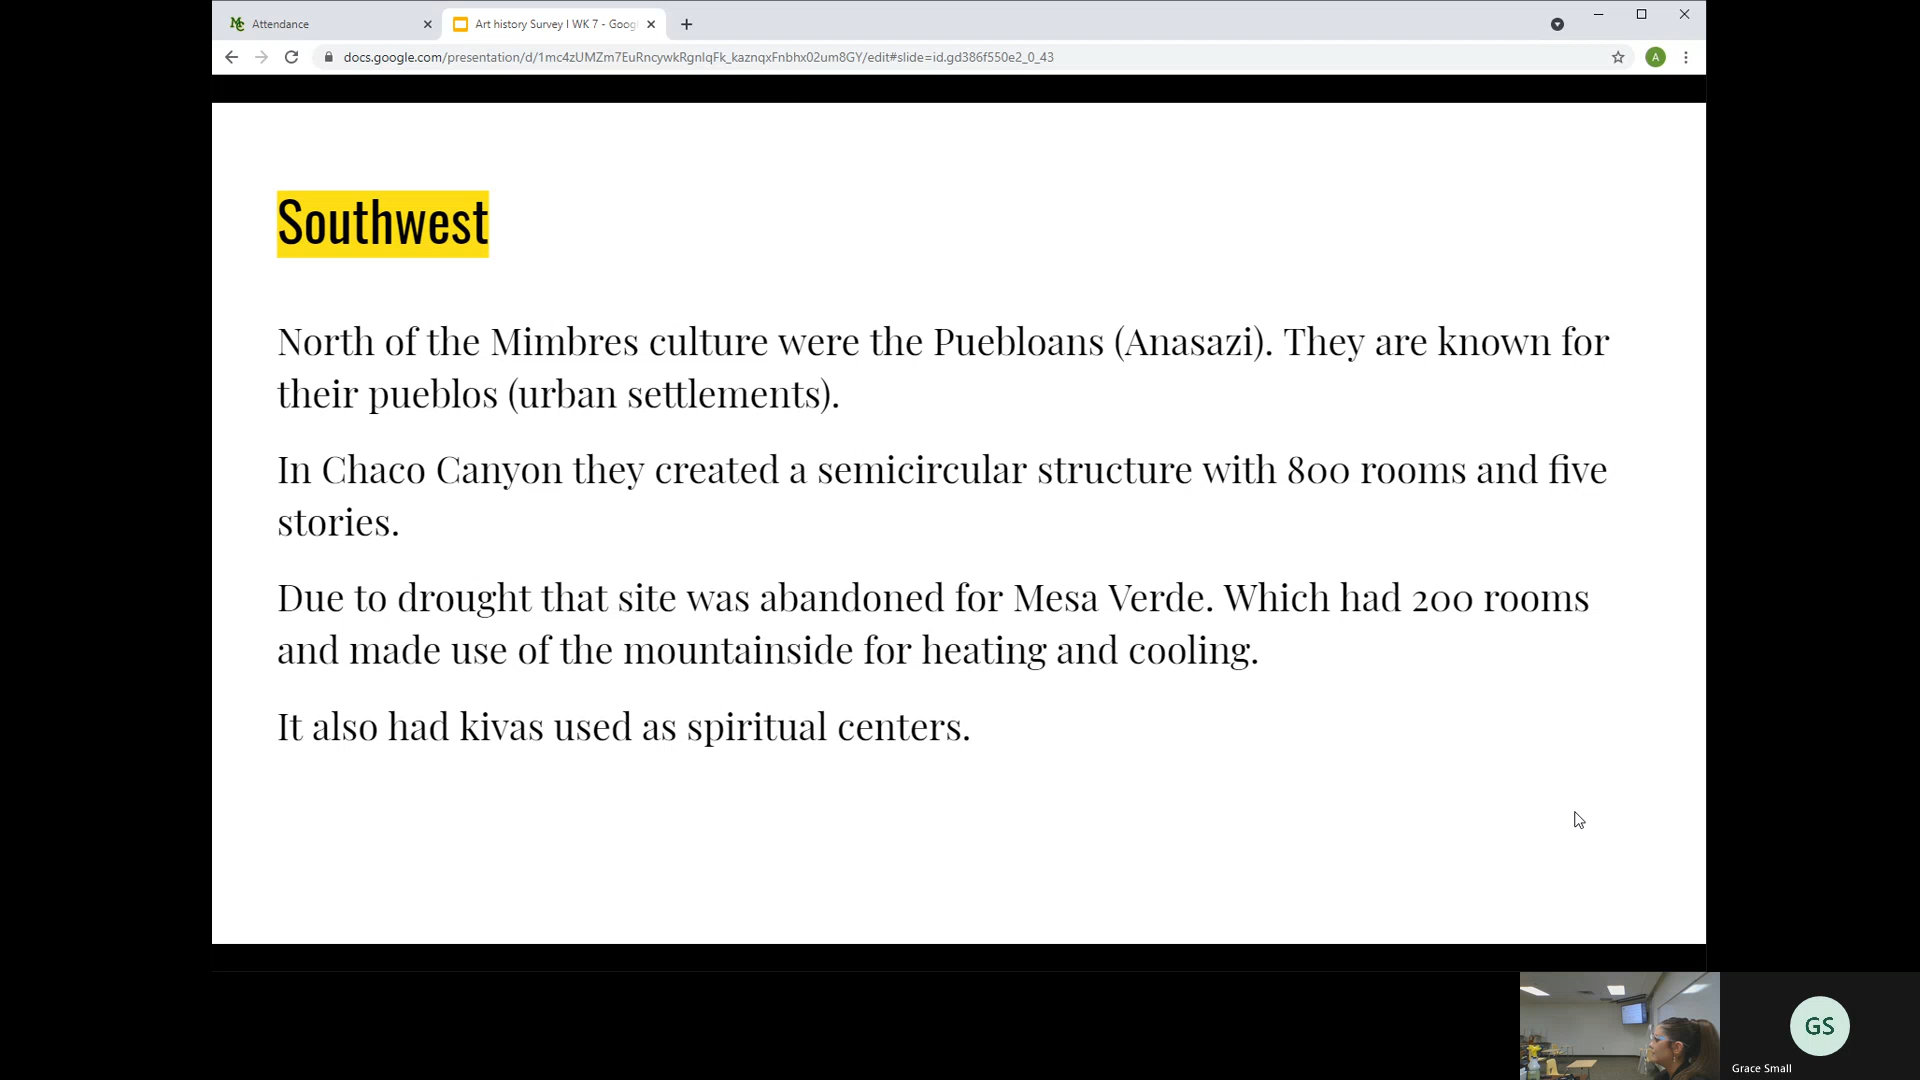 Attendance
Art history Survey I WK 7 - Goog
docs.google.com/presentation/d/1mc4zUMZm7EuRncywkRgnIqFk_kaznqxFnbhx02um8GY/edit#slide=id.gd386f550e2_0_43
A
Southwest
North of the Mimbres culture were the Puebloans (Anasazi). They are known for
their pueblos (urban settlements).
In Chaco Canyon they created a semicircular structure with 800 rooms and five
stories.
Due to drought that site was abandoned for Mesa Verde. Which had 200 rooms
and made use of the mountainside for heating and cooling.
It also had kivas used as spiritual centers.
GS
Grace Small